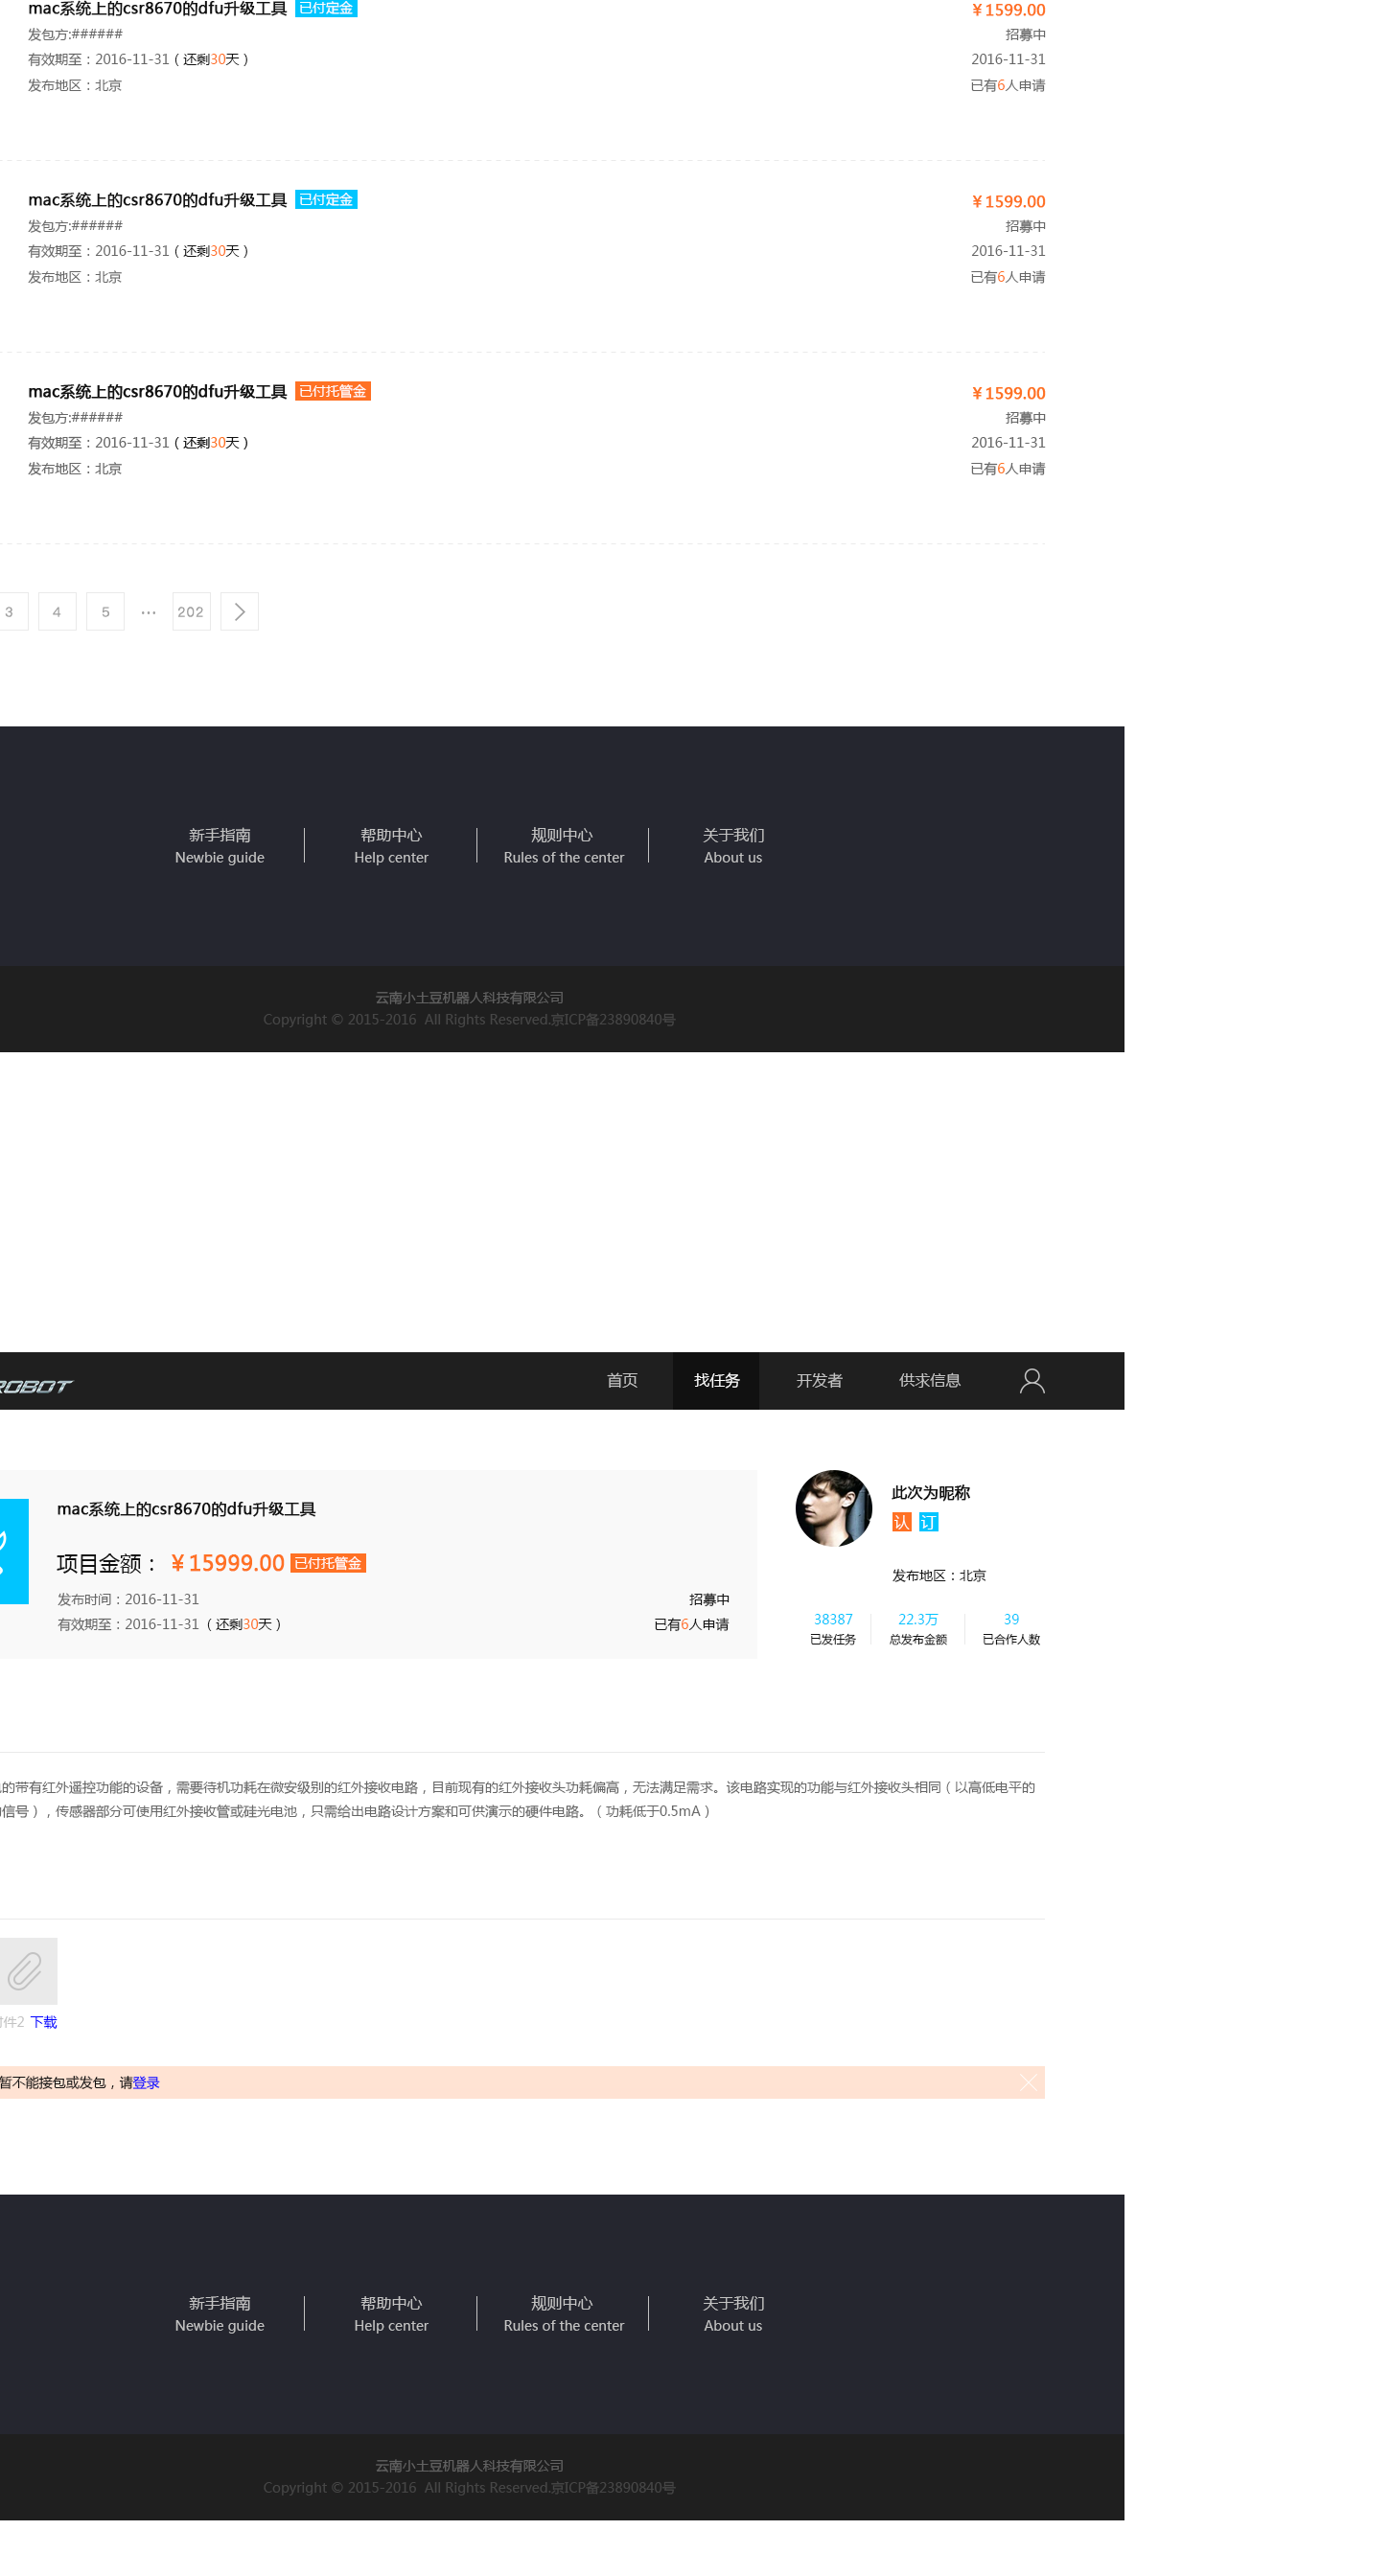 mac系统上的csr8670的dfu升级工具 已付定金
￥1599.00
发包方:######
招募中
有效期至：2016-11-31（还剩30天）
2016-11-31
发布地区：北京
已有6人申请
mac系统上的csr8670的dfu升级工具 已付定金
￥1599.00
发包方:######
招募中
有效期至：2016-11-31（还剩30天）
2016-11-31
发布地区：北京
已有6人申请
mac系统上的csr8670的dfu升级工具 已付托管金
￥1599.00
发包方:######
招募中
有效期至：2016-11-31（还剩30天）
2016-11-31
发布地区：北京
已有6人申请
3 4 5 ··· 202
新手指南 帮助中心 规则中心 关于我们
Newbie guide Help center Rules of the center About us
云南小土豆机器人科技有限公司
Copyright © 2015-2016 All Rights Reserved.京ICP备23890840号
ROBOT 首页 找任务 开发者 供求信息
mac系统上的csr8670的dfu升级工具
项目金额：￥15999.00 已付托管金
发布时间：2016-11-31
招募中
有效期至：2016-11-31（还剩30天）
已有6人申请
此次为昵称
认 订
发布地区：北京
38387 22.3万 39
已发任务 总发布金额 已合作人数
的带有红外遥控功能的设备，需要待机功耗在微安级别的红外接收电路，目前现有的红外接收头功耗偏高，无法满足需求。该电路实现的功能与红外接收头相同（以高低电平的
信号），传感器部分可使用红外接收管或硅光电池，只需给出电路设计方案和可供演示的硬件电路。（功耗低于0.5mA）
件2 下载
暂不能接包或发包，请登录
新手指南 帮助中心 规则中心 关于我们
Newbie guide Help center Rules of the center About us
云南小土豆机器人科技有限公司
Copyright © 2015-2016 All Rights Reserved.京ICP备23890840号